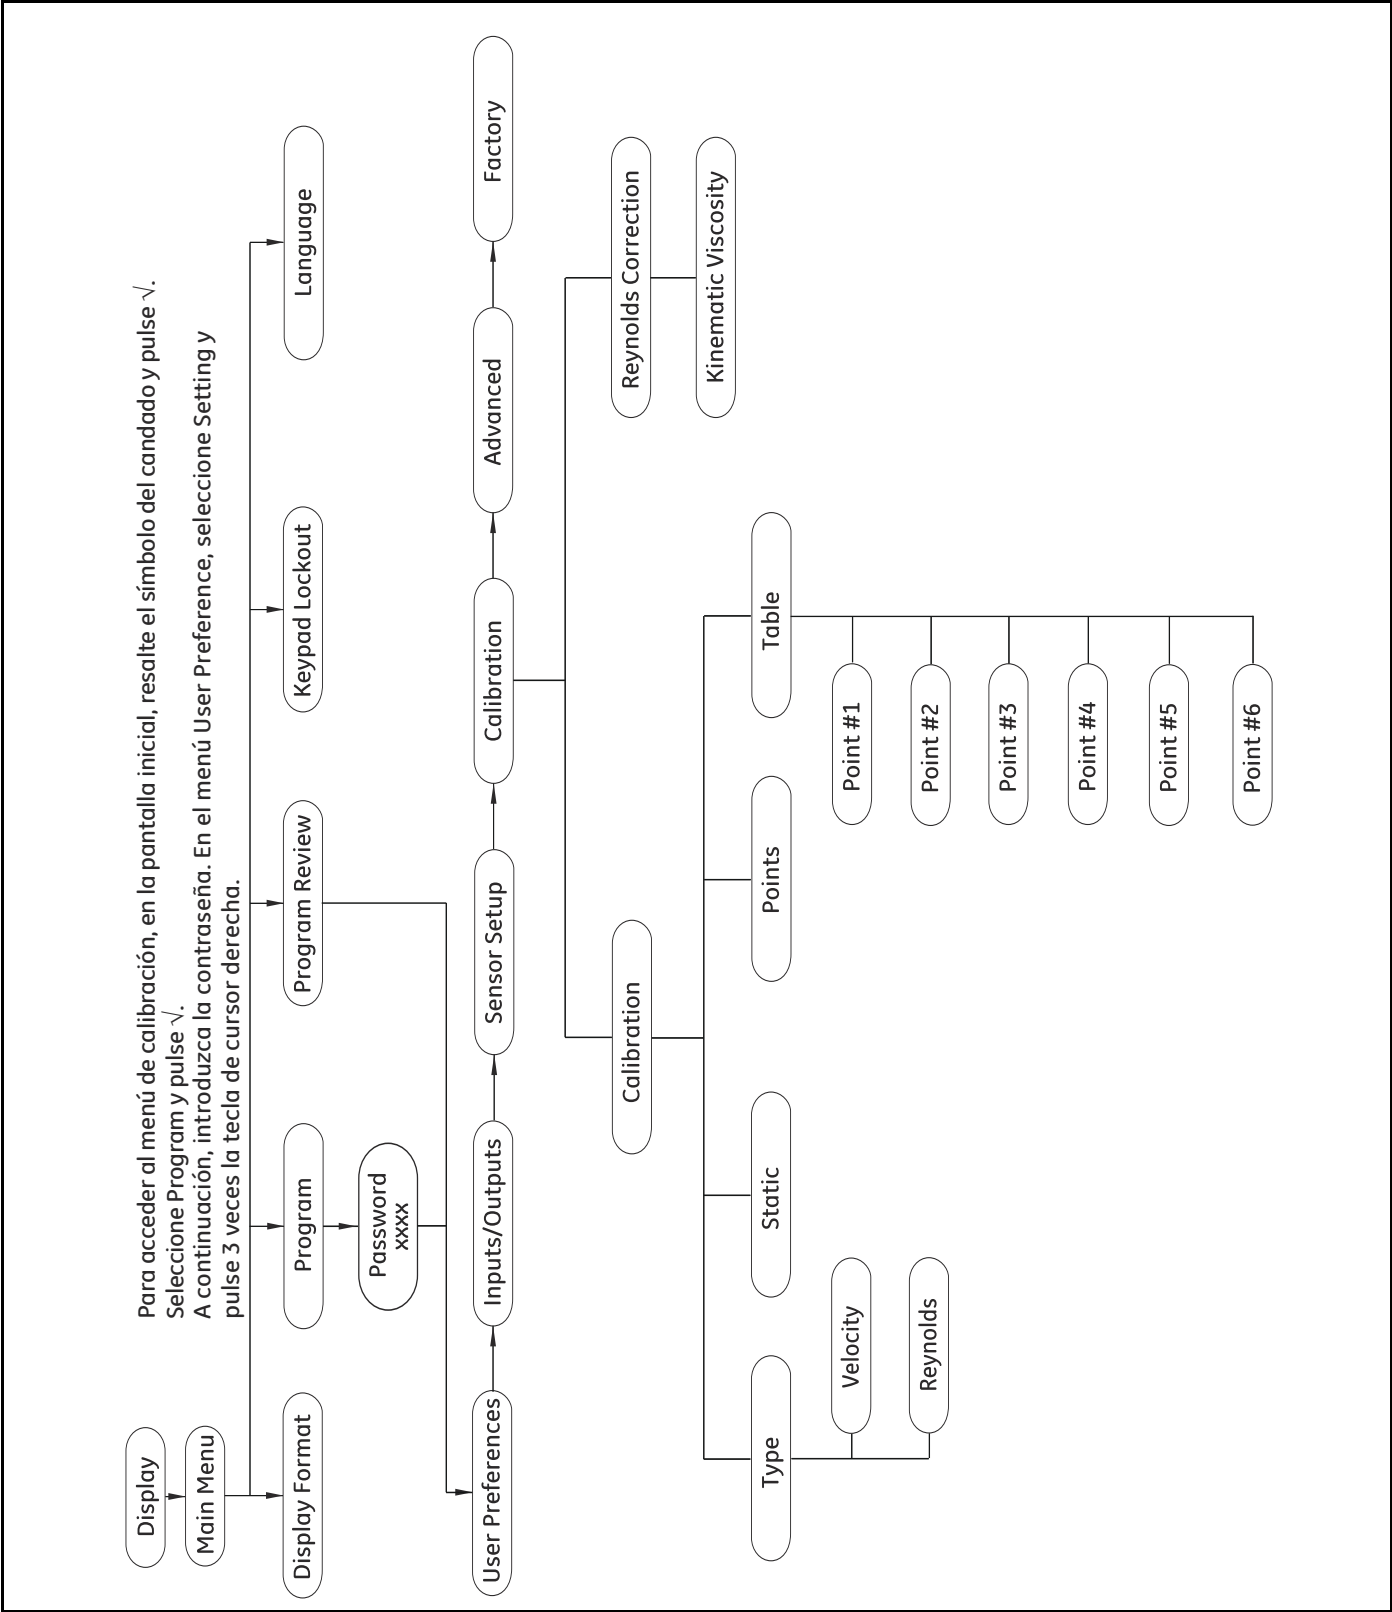 Para acceder al menú de calibración, en la pantalla inicial, resalte el símbolo del candado y pulse √.
Seleccione Program y pulse √.
A continuación, introduzca la contraseña. En el menú User Preference, seleccione Setting y
pulse 3 veces la tecla de cursor derecha.
Display
Main Menu
Display Format
Program
Program Review
Keypad Lockout
Language
Password
xxxx
User Preferences
Inputs/Outputs
Sensor Setup
Calibration
Advanced
Factory
Calibration
Reynolds Correction
Kinematic Viscosity
Type
Static
Points
Table
Velocity
Reynolds
Point #1
Point #2
Point #3
Point #4
Point #5
Point #6